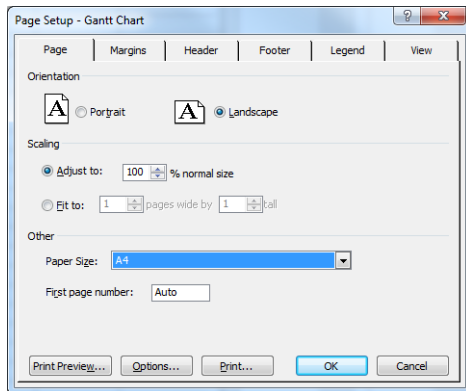 Page Setup - Gantt Chart
Page Margins Header Footer Legend View
Orientation
A Portrait A Landscape
Scaling
Adjust to: 100 % normal size
Fit to: 1 pages wide by 1 tall
Other
Paper Size: A4
First page number: Auto
Print Preview... Options... Print... OK Cancel